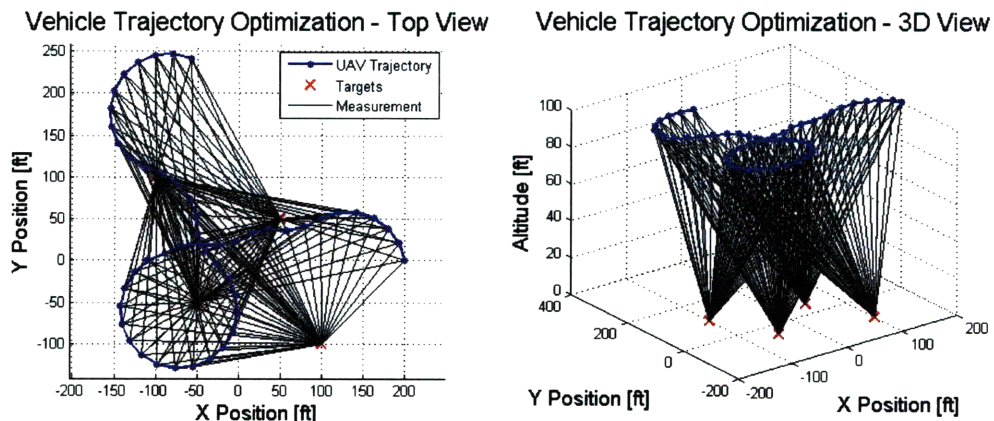 Vehicle Trajectory Optimization - Top View
250
200
150
100
50
0
-50
-100
-200 -150 -100 -50 0 50 100 150 200
Y Position [ft]
X Position [ft]
UAV Trajectory
Targets
Measurement
Vehicle Trajectory Optimization - 3D View
100
80
60
40
20
0
Altitude [ft]
400
200
0
-200
Y Position [ft]
-200
-100
0
100
200
X Position [ft]